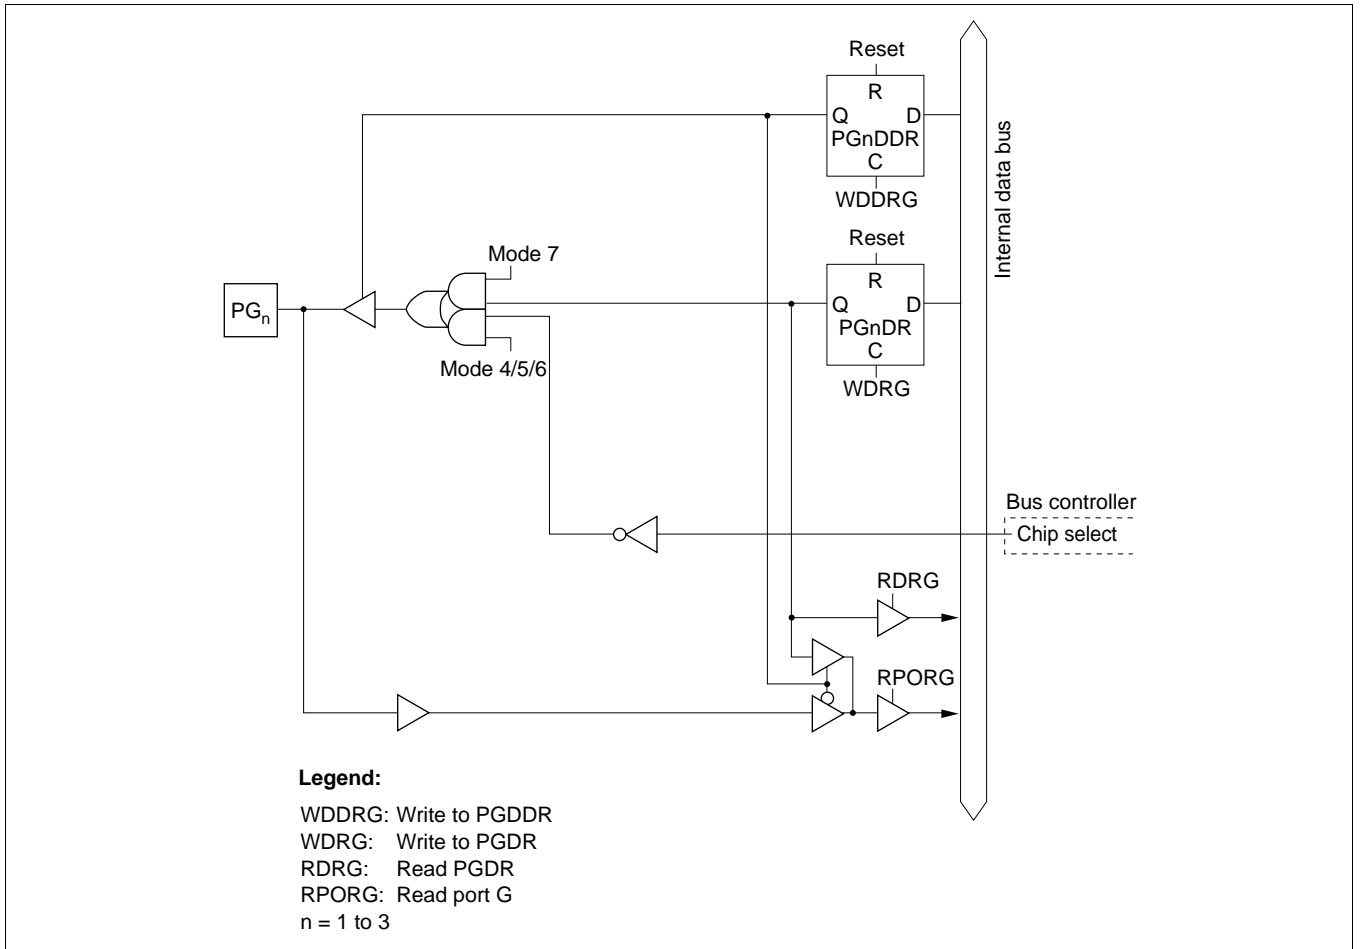 Reset
R
Q D
PGnDDR
C
WDDRG
Internal data bus
Reset
R
Q D
PGnDR
C
WDRG
Mode 7
PGn
Mode 4/5/6
Bus controller
Chip select
RDRG
RPORG
Legend:
WDDRG: Write to PGDDR
WDRG: Write to PGDR
RDRG: Read PGDR
RPORG: Read port G
n = 1 to 3